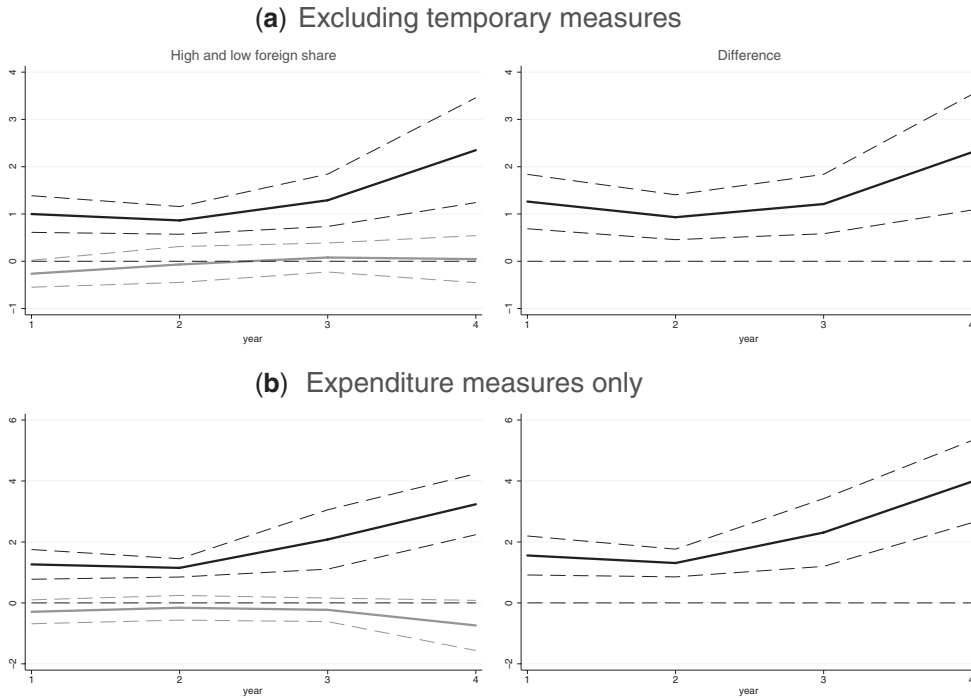 (a) Excluding temporary measures
High and low foreign share
4
3
2
1
0
−1
1 2 3 4
year
Difference
4
3
2
1
0
−1
1 2 3 4
year
(b) Expenditure measures only
6
4
2
0
−2
1 2 3 4
year
6
4
2
0
−2
1 2 3 4
year